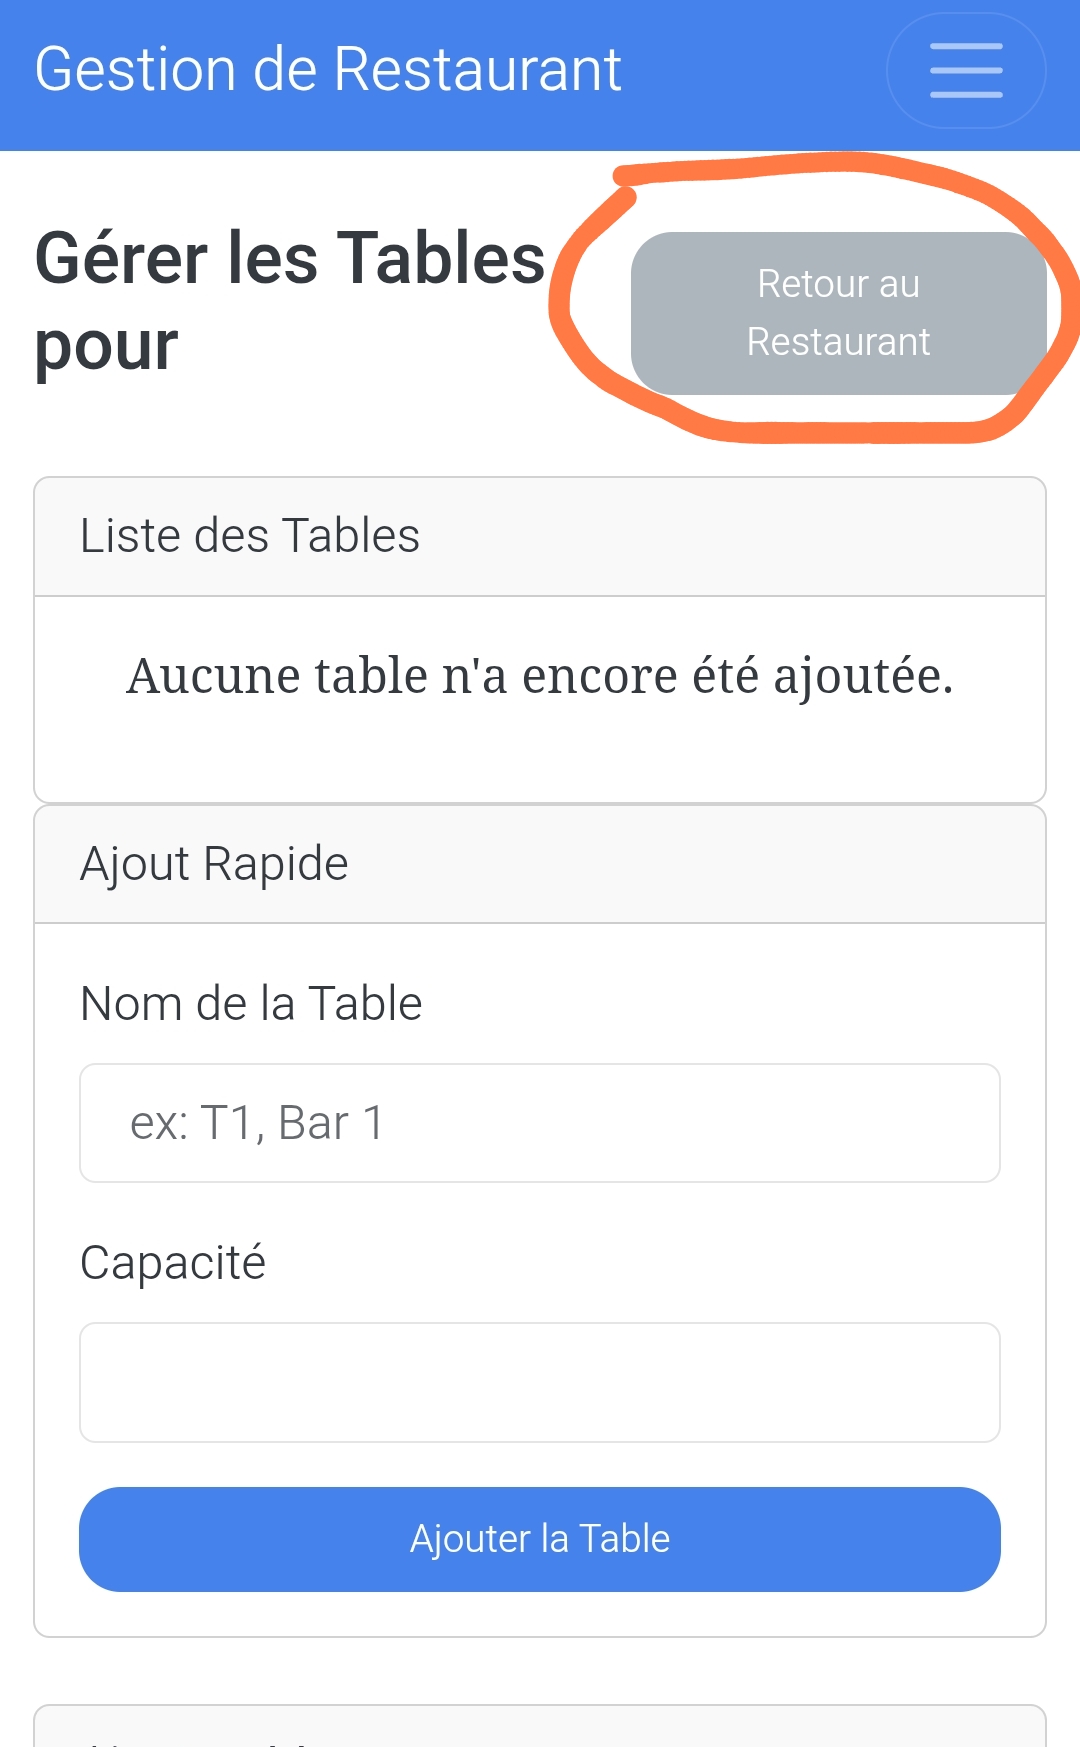 Gestion de Restaurant
Gérer les Tables
pour
Retour au
Restaurant
Liste des Tables
Aucune table n'a encore été ajoutée.
Ajout Rapide
Nom de la Table
ex: T1, Bar 1
Capacité
Ajouter la Table